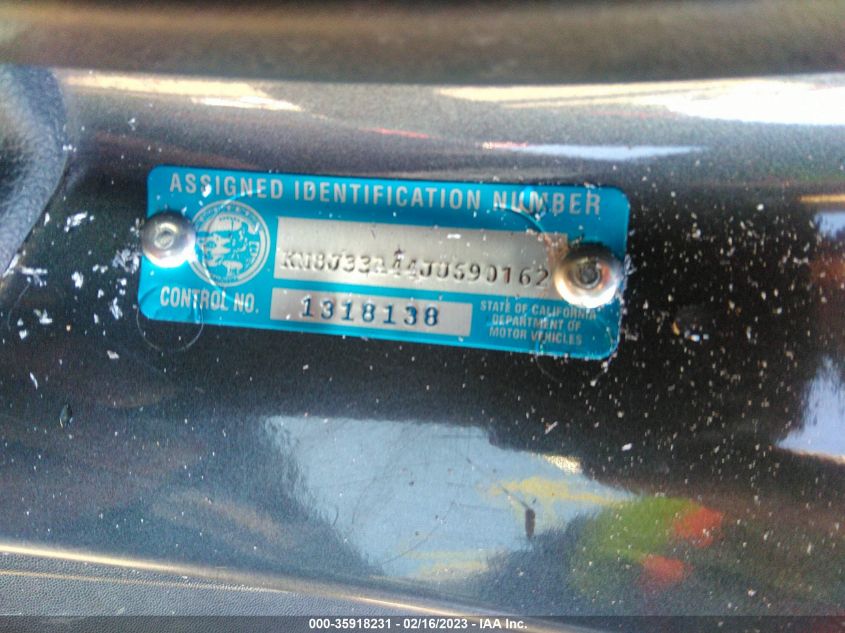 ASSIGNED IDENTIFICATION NUMBER
KM8J33A44JU690162
CONTROL NO. 1318138
STATE OF CALIFORNIA
DEPARTMENT OF
MOTOR VEHICLES
000-35918231 - 02/16/2023 - IAA Inc.